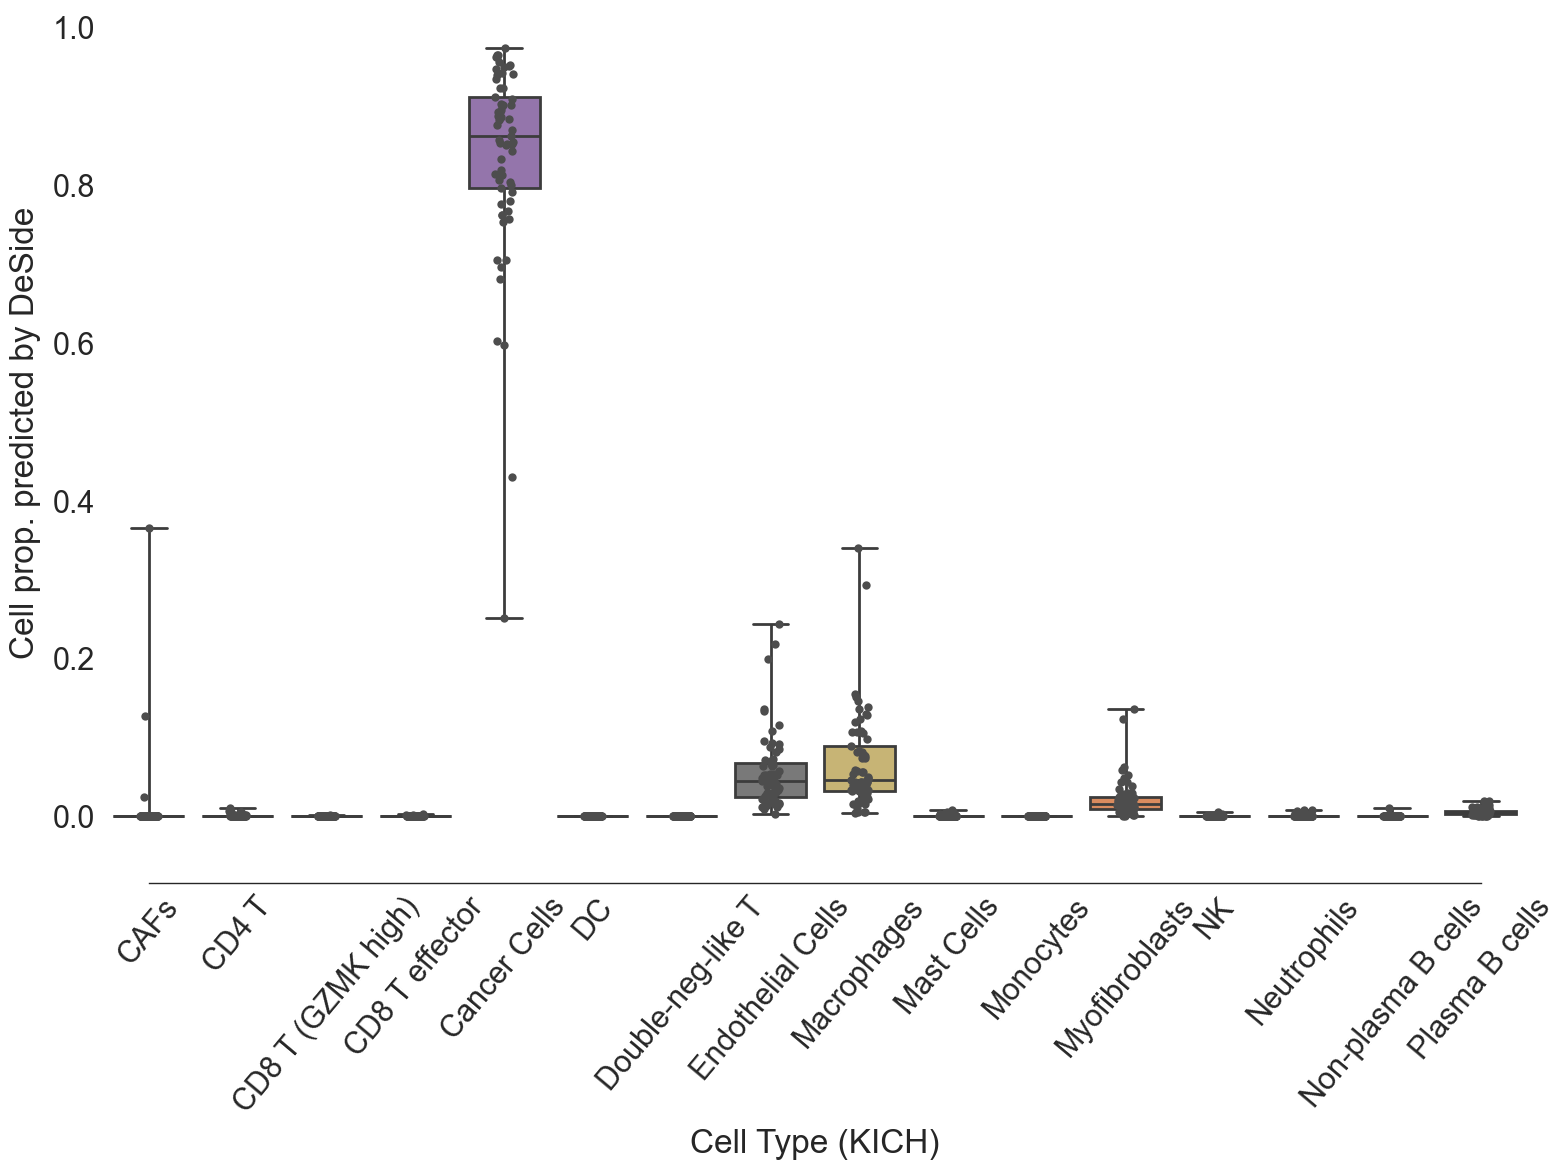 1.0
0.8
0.6
0.4
0.2
0.0
Cell prop. predicted by DeSide
CAFs
CD4 T
CD8 T (GZMK high)
CD8 T effector
Cancer Cells
DC
Double-neg-like T
Endothelial Cells
Macrophages
Mast Cells
Monocytes
Myofibroblasts
NK
Neutrophils
Non-plasma B cells
Plasma B cells
Cell Type (KICH)